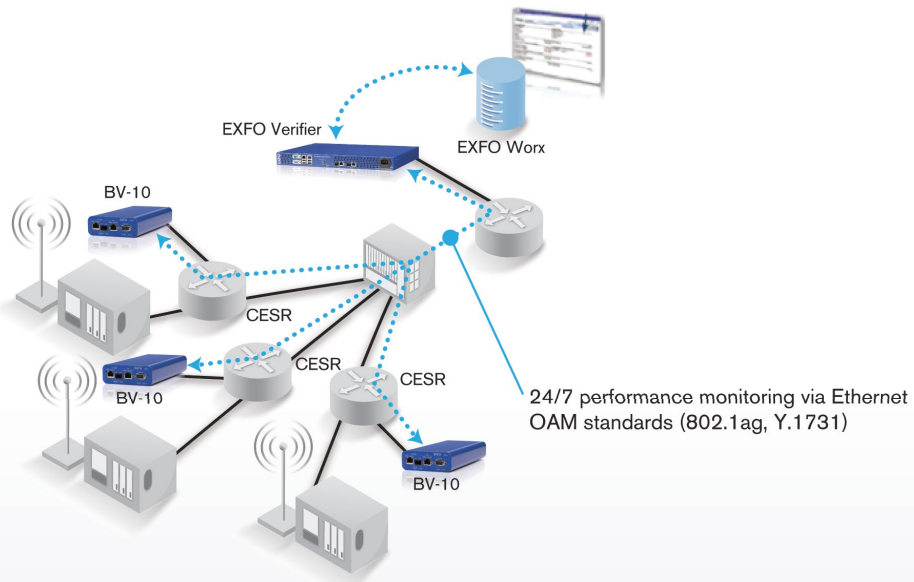 EXFO Verifier
EXFO Worx
BV-10
CESR
BV-10
CESR
CESR
BV-10
24/7 performance monitoring via Ethernet
OAM standards (802.1ag, Y.1731)